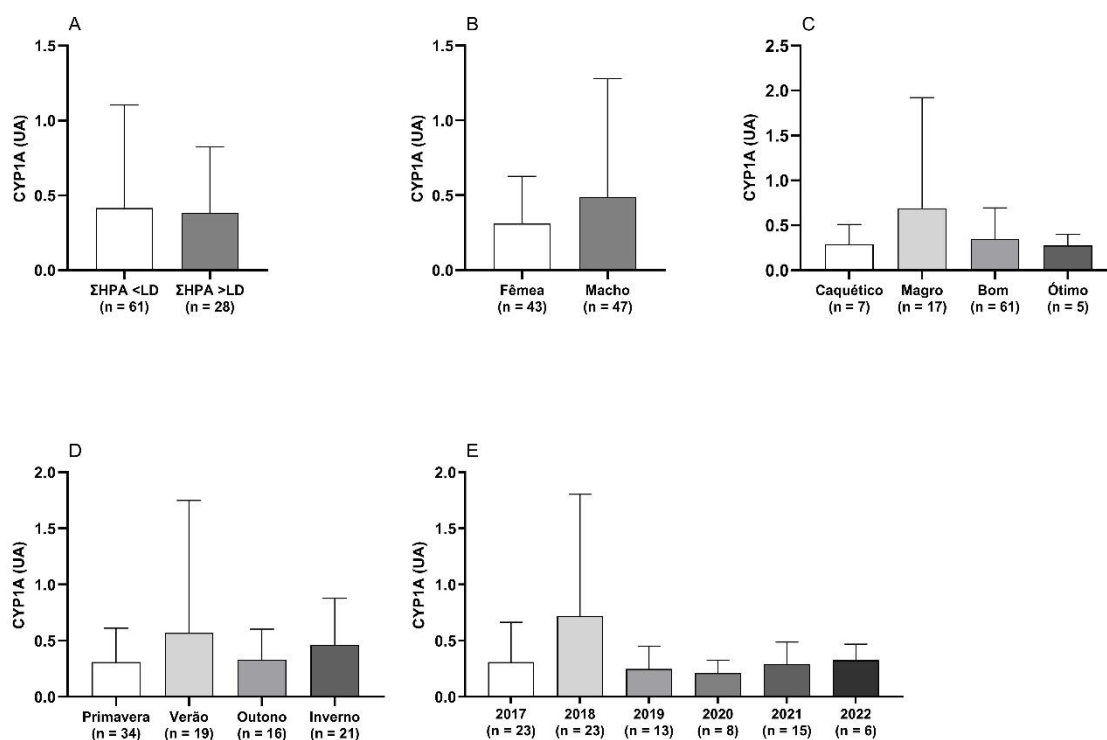 A
CYP1A (UA)
1.5
1.0
0.5
0.0
ΣHPA <LD ΣHPA >LD
(n = 61) (n = 28)
B
CYP1A (UA)
1.5
1.0
0.5
0.0
Fêmea Macho
(n = 43) (n = 47)
C
CYP1A (UA)
2.5
2.0
1.5
1.0
0.5
0.0
Caquético Magro Bom Ótimo
(n = 7) (n = 17) (n = 61) (n = 5)
D
CYP1A (UA)
2.0
1.5
1.0
0.5
0.0
Primavera Verão Outono Inverno
(n = 34) (n = 19) (n = 16) (n = 21)
E
CYP1A (UA)
2.0
1.5
1.0
0.5
0.0
2017 2018 2019 2020 2021 2022
(n = 23) (n = 23) (n = 13) (n = 8) (n = 15) (n = 6)